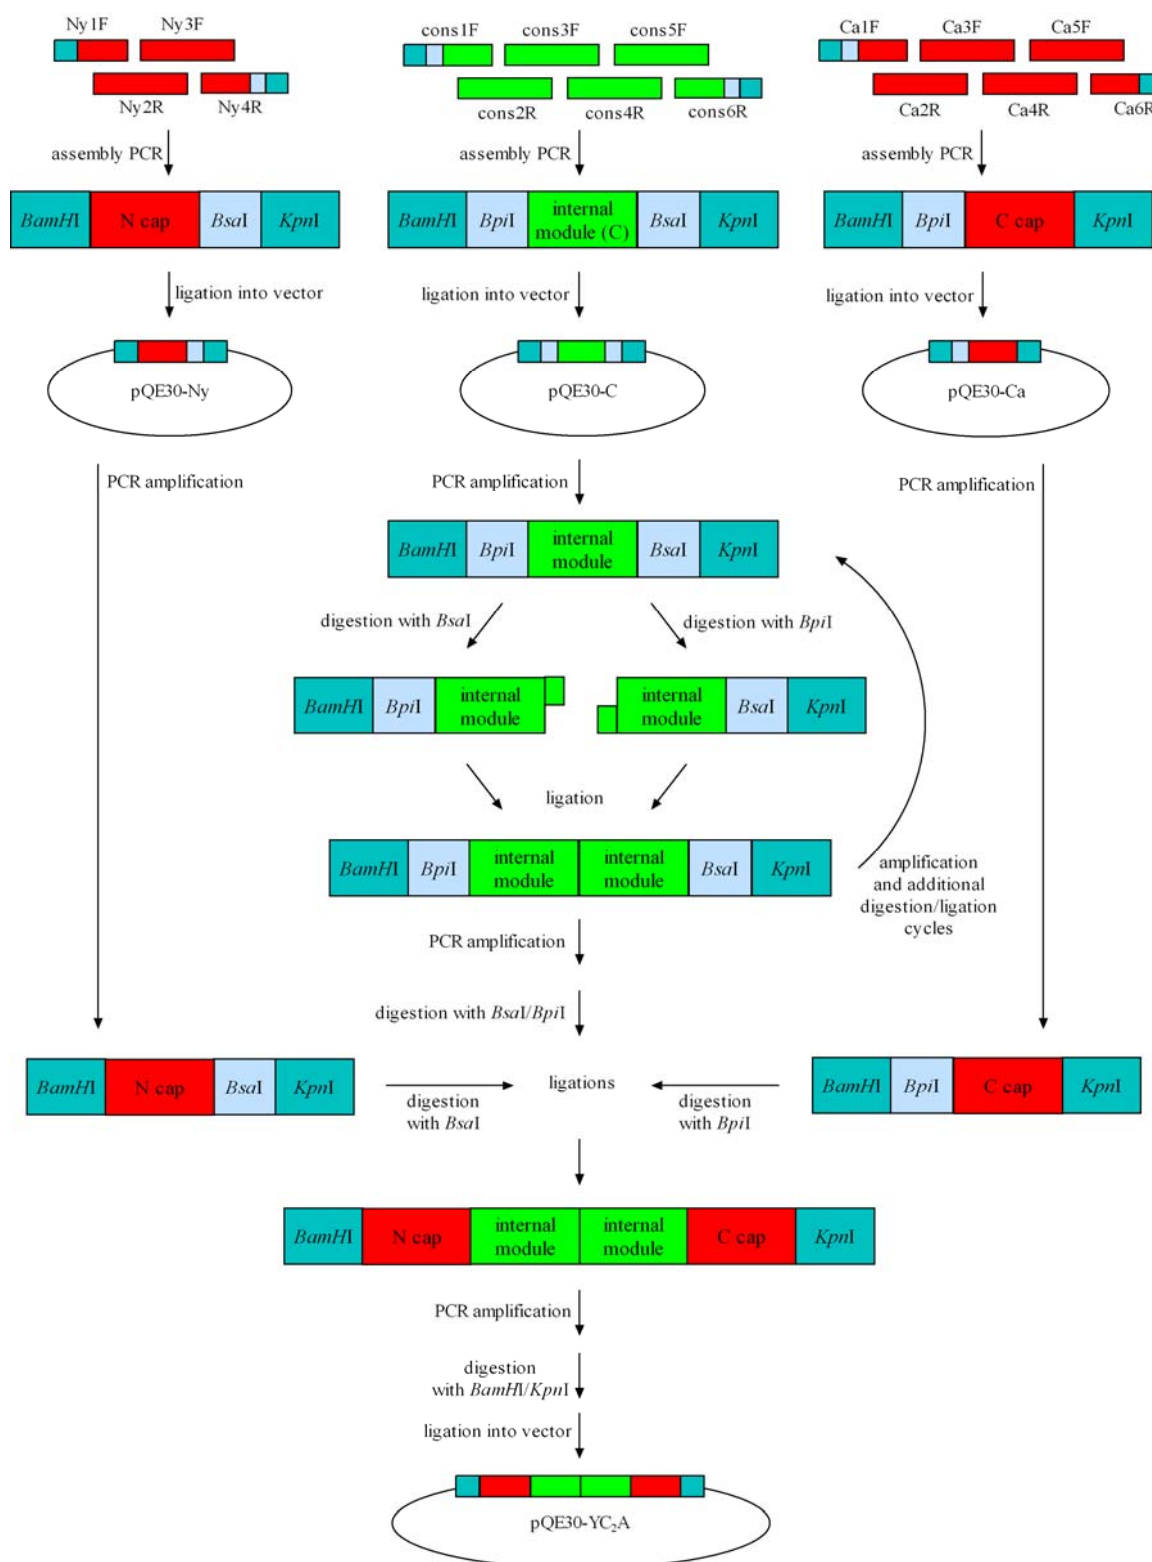 Ny1F Ny3F
Ny2R Ny4R
cons1F cons3F cons5F
cons2R cons4R cons6R
Ca1F Ca3F Ca5F
Ca2R Ca4R Ca6R
assembly PCR
assembly PCR
assembly PCR
BamHI N cap BsaI KpnI
BamHI BpiI internal module (C) BsaI KpnI
BamHI BpiI C cap KpnI
ligation into vector
ligation into vector
ligation into vector
pQE30-Ny
pQE30-C
pQE30-Ca
PCR amplification
PCR amplification
PCR amplification
BamHI BpiI internal module BsaI KpnI
digestion with BsaI
digestion with BpiI
BamHI BpiI internal module
internal module BsaI KpnI
ligation
BamHI BpiI internal module internal module BsaI KpnI
amplification
and additional
digestion/ligation
cycles
PCR amplification
digestion with BsaI/BpiI
BamHI N cap BsaI KpnI
ligations
BamHI BpiI C cap KpnI
digestion
with BsaI
digestion
with BpiI
BamHI N cap internal module internal module C cap KpnI
PCR amplification
digestion
with BamHI/KpnI
ligation into vector
pQE30-YC₂A